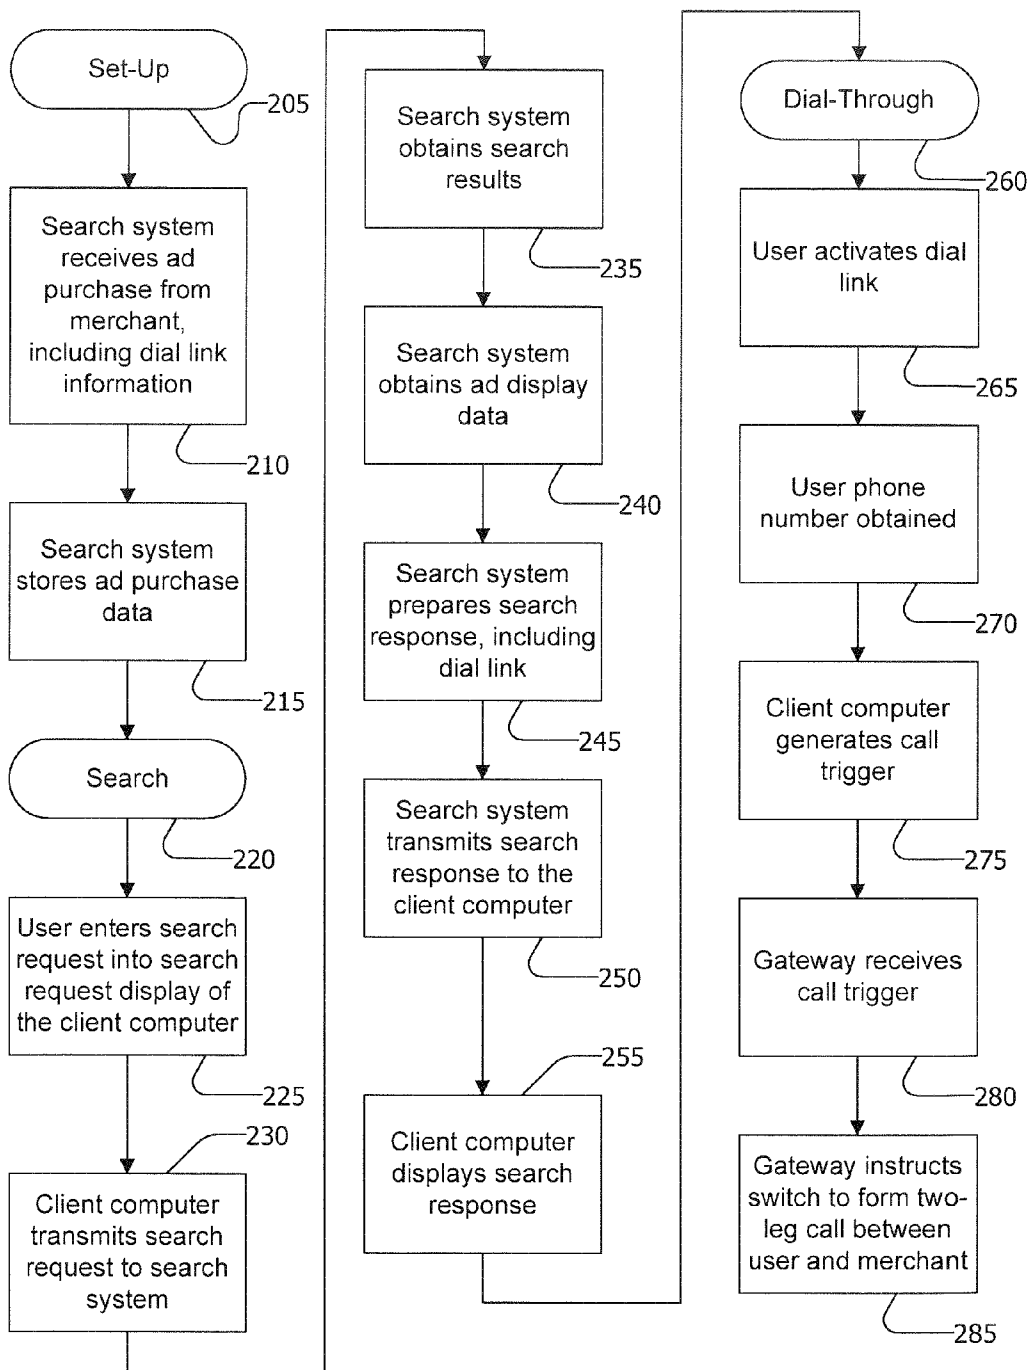 Set-Up
205
Search system
receives ad
purchase from
merchant,
including dial link
information
210
Search system
stores ad purchase
data
215
Search
220
User enters search
request into search
request display of
the client computer
225
230
Client computer
transmits search
request to search
system
Search system
obtains search
results
235
Search system
obtains ad display
data
240
Search system
prepares search
response, including
dial link
245
Search system
transmits search
response to the
client computer
250
255
Client computer
displays search
response
Dial-Through
260
User activates dial
link
265
User phone
number obtained
270
Client computer
generates call
trigger
275
Gateway receives
call trigger
280
Gateway instructs
switch to form two-
leg call between
user and merchant
285